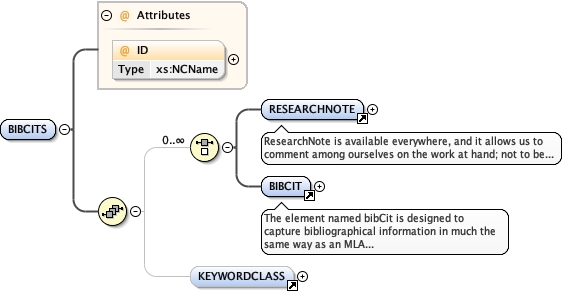 Attributes
@ ID
Type xs:NCName
BIBCITS
0..∞
RESEARCHNOTE
ResearchNote is available everywhere, and it allows us to
comment among ourselves on the work at hand; not to be...
BIBCIT
The element named bibCit is designed to
capture bibliographical information in much the
same way as an MLA...
KEYWORDCLASS